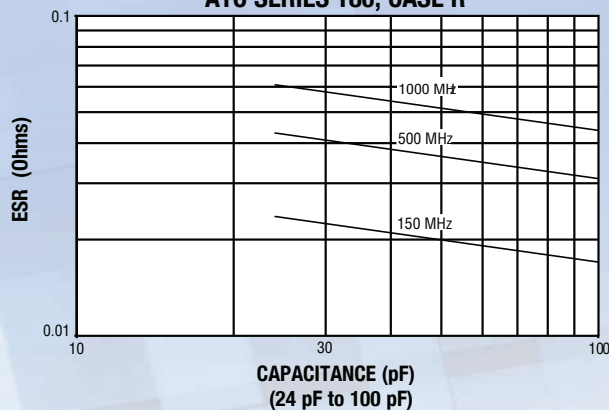 ATC SERIES 180, CASE R
0.1
1000 MHz
500 MHz
150 MHz
0.01
10
30
100
ESR (Ohms)
CAPACITANCE (pF)
(24 pF to 100 pF)